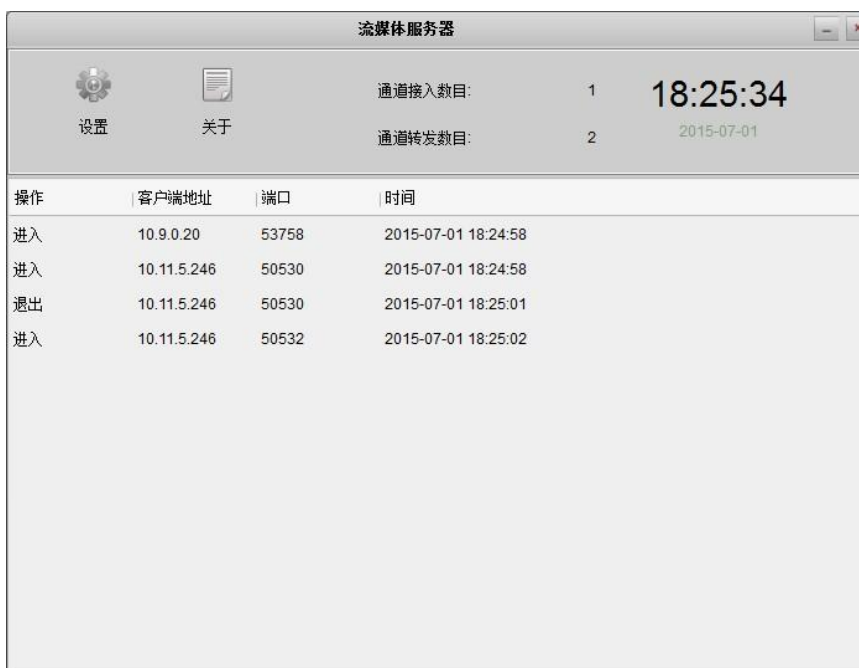 流媒体服务器
设置
关于
通道接入数目: 1
通道转发数目: 2
18:25:34
2015-07-01
操作 客户端地址 端口 时间
进入 10.9.0.20 53758 2015-07-01 18:24:58
进入 10.11.5.246 50530 2015-07-01 18:24:58
退出 10.11.5.246 50530 2015-07-01 18:25:01
进入 10.11.5.246 50532 2015-07-01 18:25:02